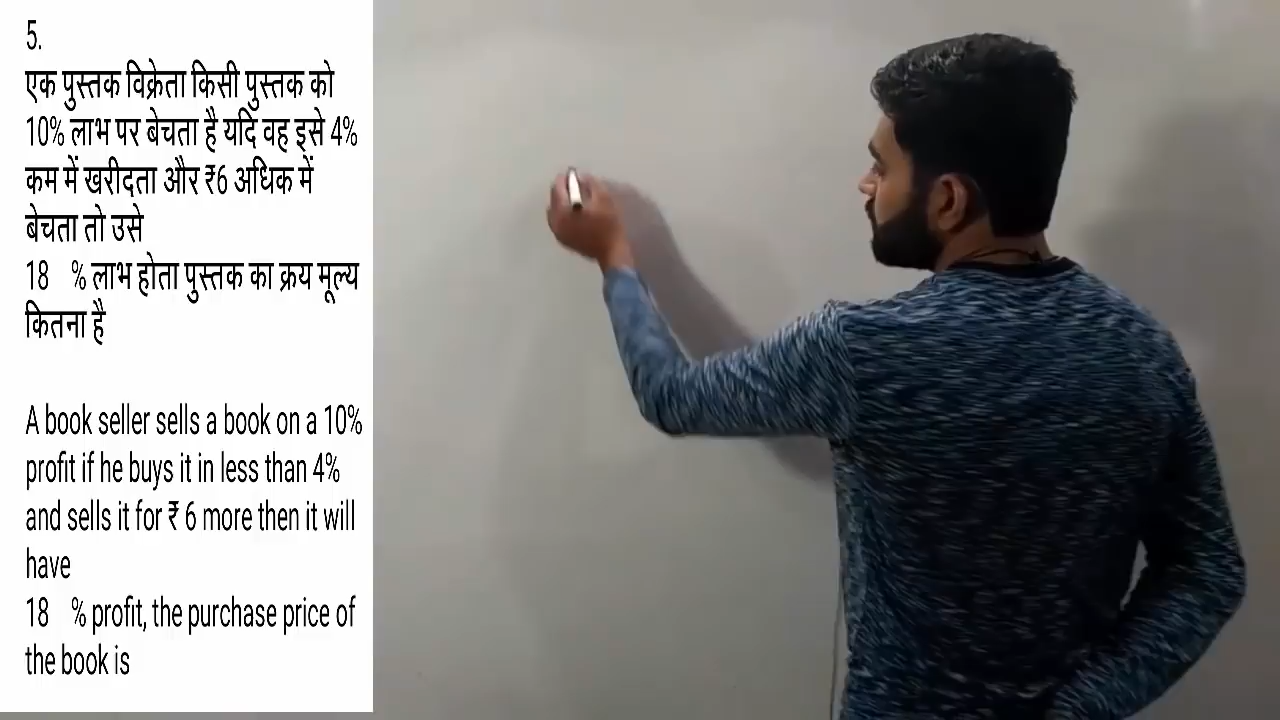 5.
एक पुस्तक विक्रेता किसी पुस्तक को
10% लाभ पर बेचता है यदि वह इसे 4%
कम में खरीदता और ₹6 अधिक में
बेचता तो उसे
18 % लाभ होता पुस्तक का क्रय मूल्य
कितना है
A book seller sells a book on a 10%
profit if he buys it in less than 4%
and sells it for ₹ 6 more then it will
have
18 % profit, the purchase price of
the book is